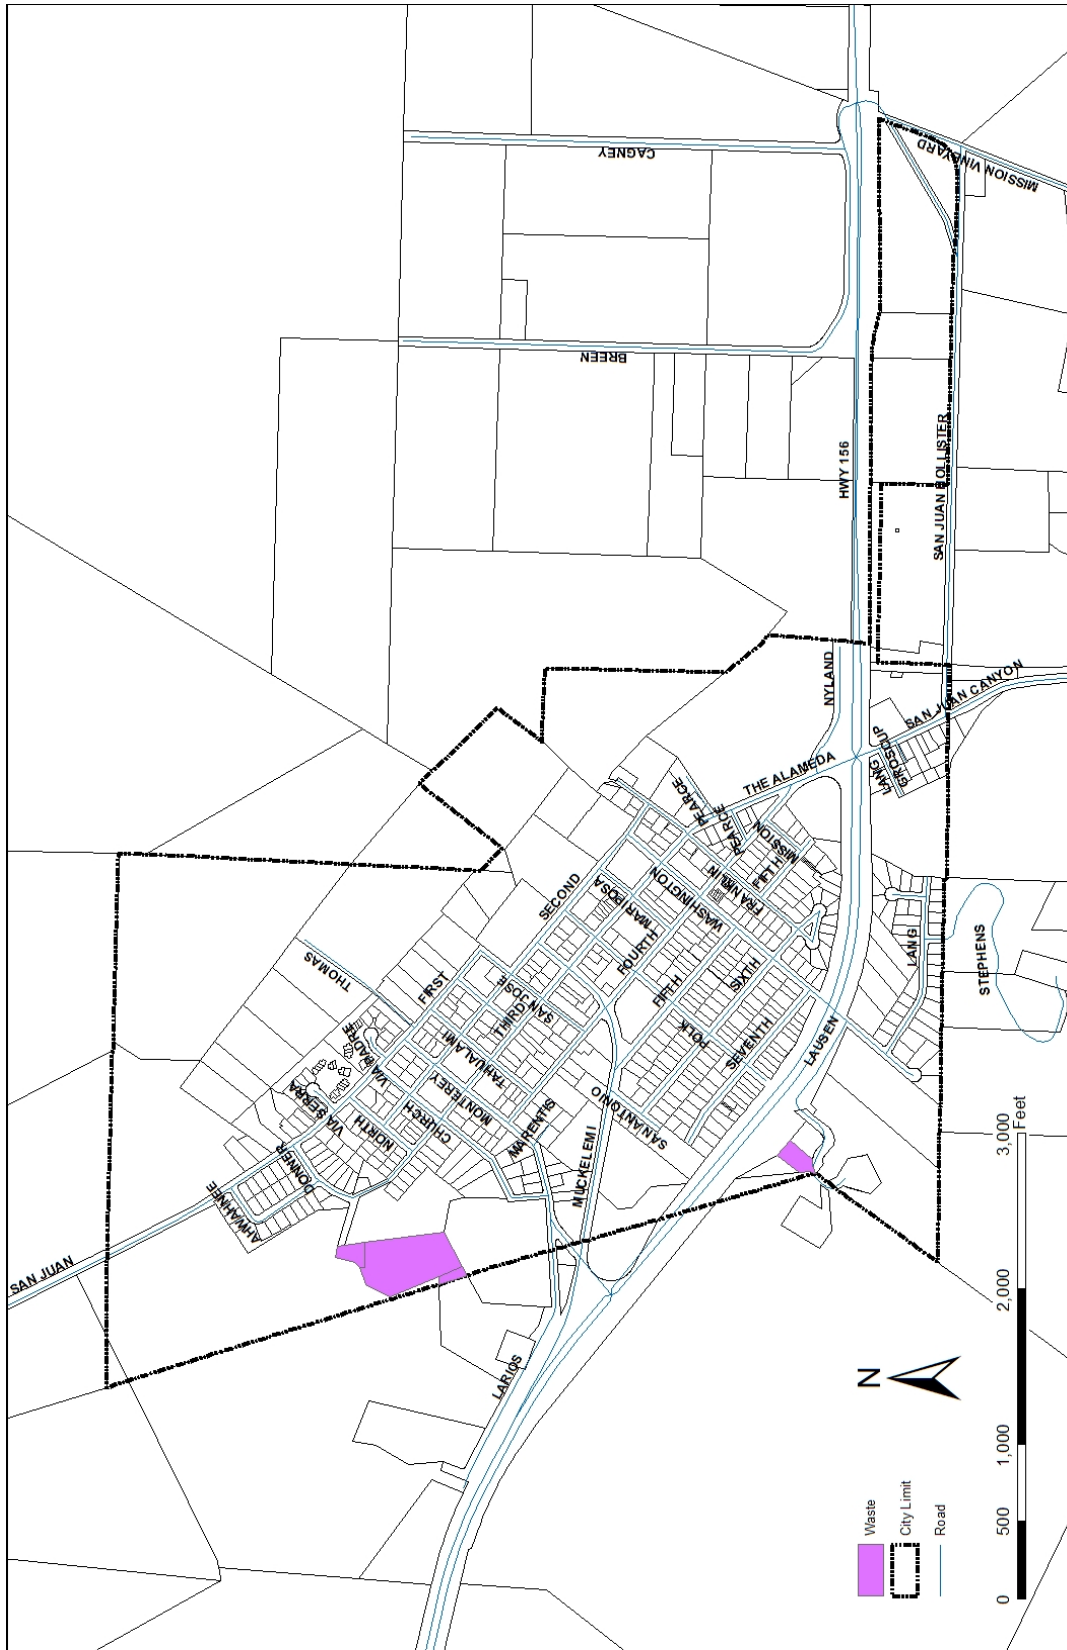 CAGNEY
MISSION VINEYARD
BREEN
HWY 156
SAN JUAN HOLLISTER
NYLAND
SAN JUAN CANYON
GROSCUP
LANG
THE ALAMEDA
PEARCE
PEARCE
MISSION
FIFTH
FRANKLIN
WASHINGTON
MARIPOSA
SECOND
FOURTH
FIFTH
SIXTH
POLK
SEVENTH
LANG
STEPHENS
LAUSEN
THOMAS
FIRST
SAN JOSE
THIRD
TAHUALAMI
VIA PADRE
MONTEREY
CHURCH
VIA SERRA
NORTH
MARENTIS
SAN ANTONIO
MUCKELEMI
DONNER
AHWAHNEE
SAN JUAN
LARIOS
N
Waste
City Limit
Road
0 500 1,000 2,000 3,000
Feet